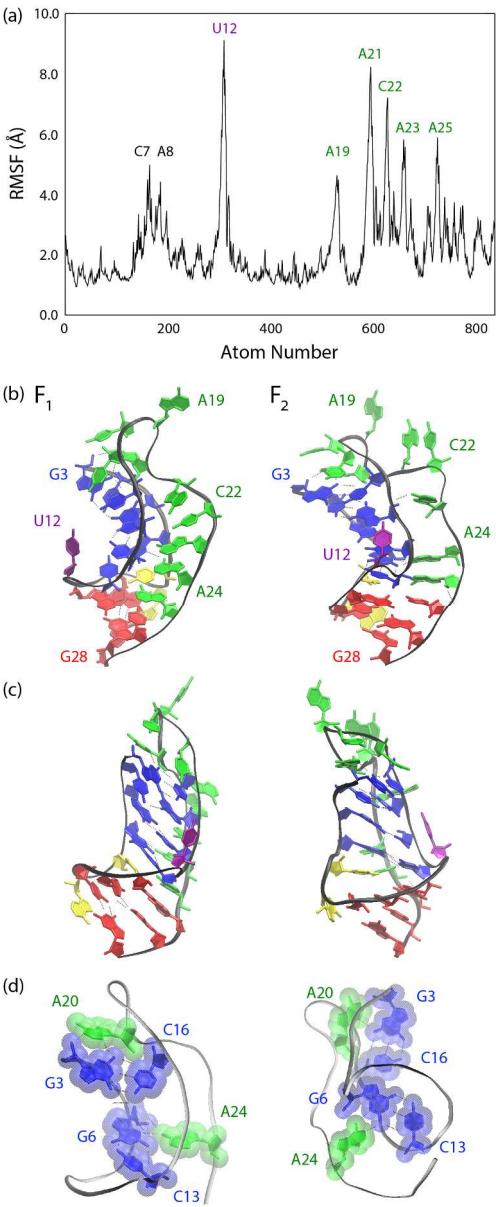 (a)
10.0
8.0
6.0
4.0
2.0
0.0
RMSF (Å)
U12
A21
C22
C7 A8
A19
A23 A25
0 200 400 600 800
Atom Number
(b) F1 F2
A19 A19
G3 G3
C22 C22
U12 U12
A24 A24
G28 G28
(c)
(d)
A20 A20
G3
C16
G3
C16
G6
A24
G6
C13
A24
C13